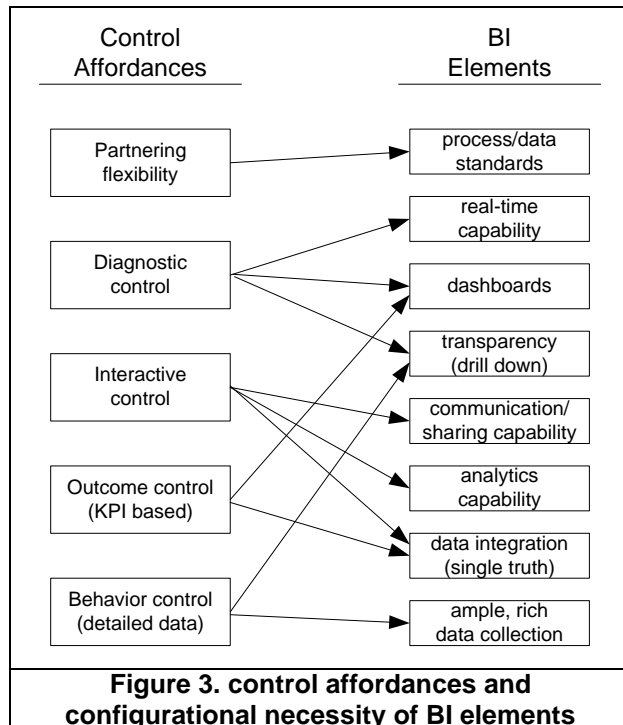 Control
Affordances
BI
Elements
Partnering
flexibility
Diagnostic
control
Interactive
control
Outcome control
(KPI based)
Behavior control
(detailed data)
process/data
standards
real-time
capability
dashboards
transparency
(drill down)
communication/
sharing capability
analytics
capability
data integration
(single truth)
ample, rich
data collection
Figure 3. control affordances and
configurational necessity of BI elements